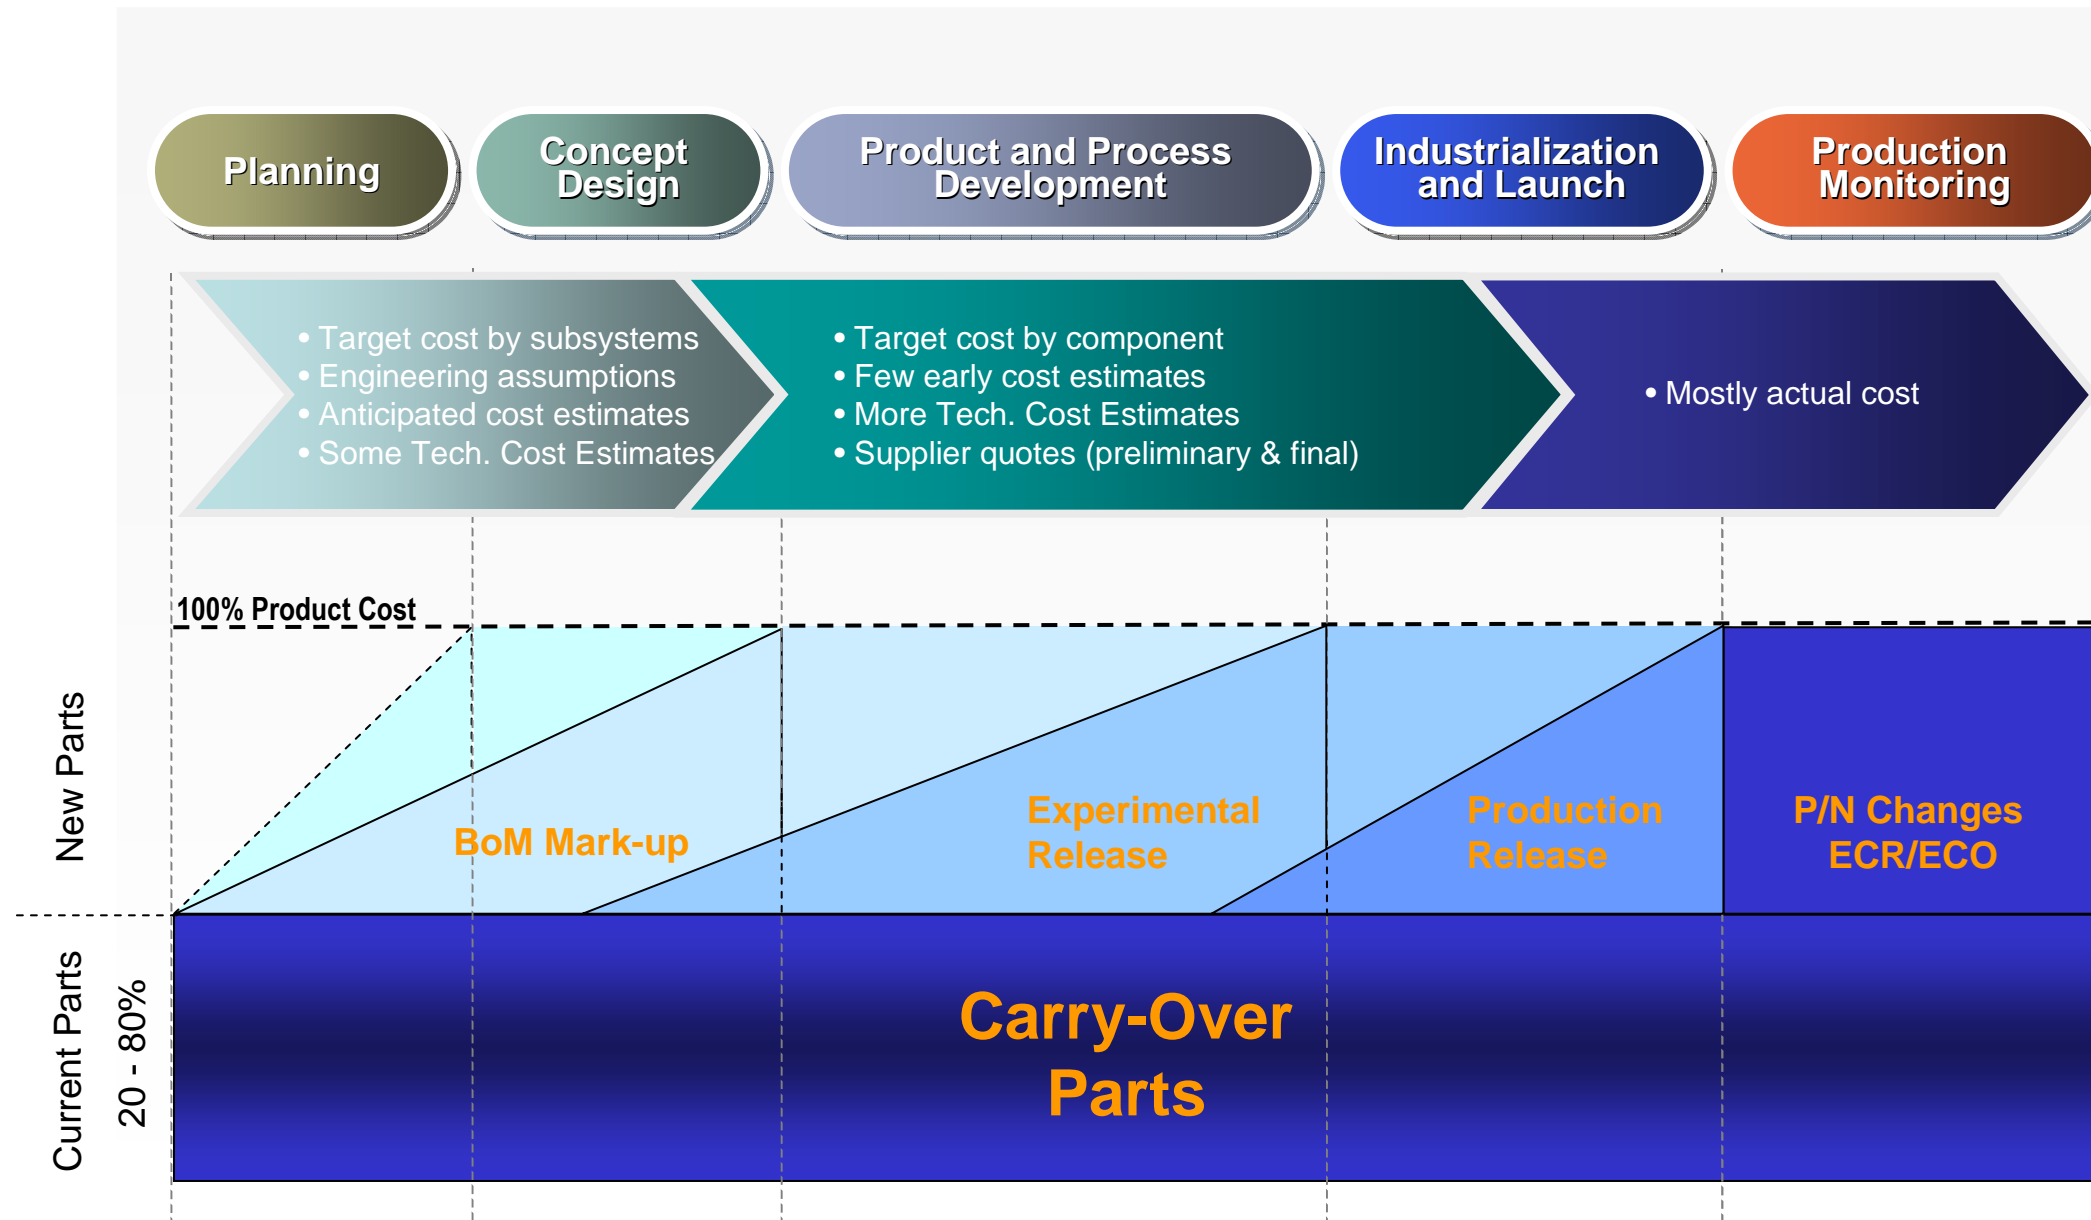 Planning
Concept
Design
Product and Process
Development
Industrialization
and Launch
Production
Monitoring
• Target cost by subsystems
• Engineering assumptions
• Anticipated cost estimates
• Some Tech. Cost Estimates
• Target cost by component
• Few early cost estimates
• More Tech. Cost Estimates
• Supplier quotes (preliminary & final)
• Mostly actual cost
100% Product Cost
New Parts
BoM Mark-up
Experimental
Release
Production
Release
P/N Changes
ECR/ECO
Current Parts
20 - 80%
Carry-Over
Parts